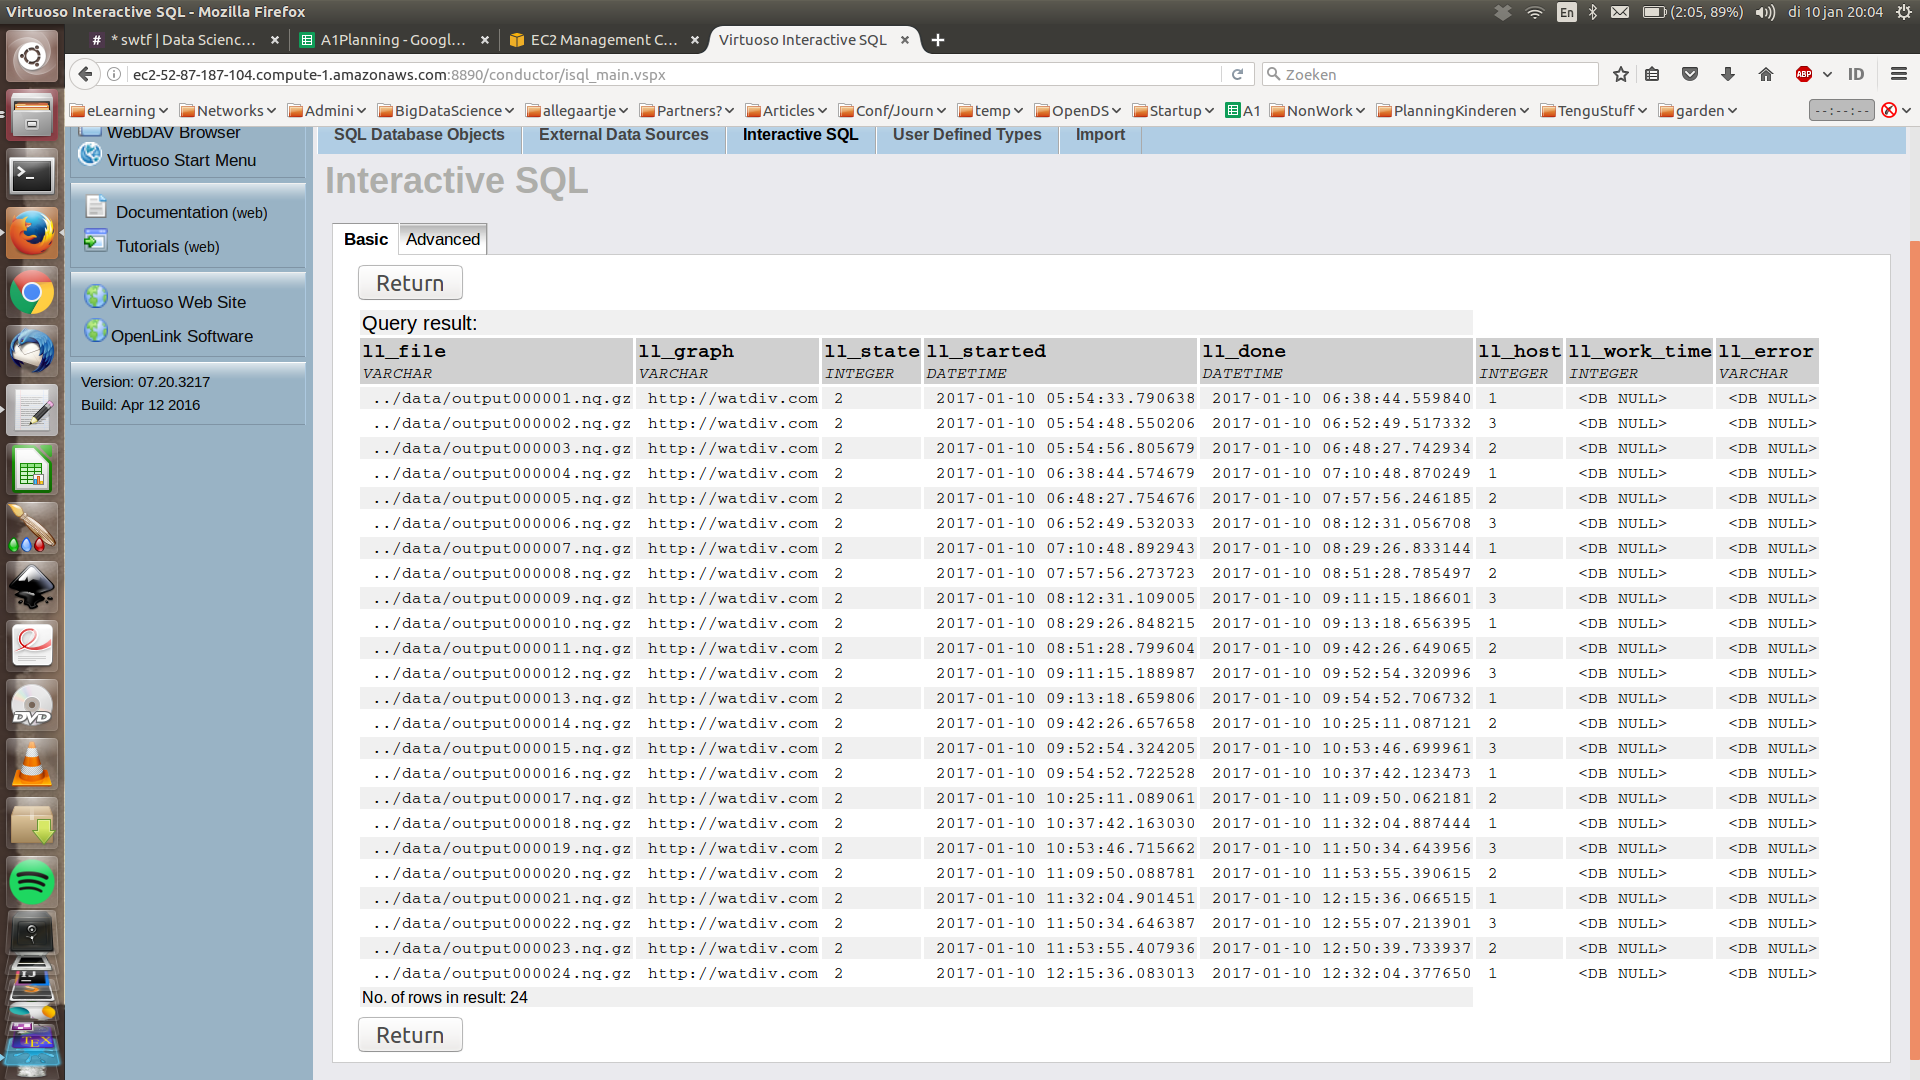 Virtuoso Interactive SQL - Mozilla Firefox
En (2:05, 89%) di 10 jan 20:04
* swtf | Data Scienc... × A1Planning - Googl... × EC2 Management C... × Virtuoso Interactive SQL ×
ec2-52-87-187-104.compute-1.amazonaws.com:8890/conductor/isql_main.vspx Zoeken ABP ID
eLearning Networks Admini BigDataScience allegaartje Partners? Articles Conf/Journ temp OpenDS Startup A1 NonWork PlanningKinderen TenguStuff garden --:--:--
WebDAV Browser
Virtuoso Start Menu
Documentation (web)
Tutorials (web)
Virtuoso Web Site
OpenLink Software
Version: 07.20.3217
Build: Apr 12 2016
SQL Database Objects External Data Sources Interactive SQL User Defined Types Import
Interactive SQL
Basic Advanced
Return
Query result:
ll_file ll_graph ll_state ll_started ll_done ll_host ll_work_time ll_error
VARCHAR VARCHAR INTEGER DATETIME DATETIME INTEGER INTEGER VARCHAR
../data/output000001.nq.gz http://watdiv.com 2 2017-01-10 05:54:33.790638 2017-01-10 06:38:44.559840 1 <DB NULL> <DB NULL>
../data/output000002.nq.gz http://watdiv.com 2 2017-01-10 05:54:48.550206 2017-01-10 06:52:49.517332 3 <DB NULL> <DB NULL>
../data/output000003.nq.gz http://watdiv.com 2 2017-01-10 05:54:56.805679 2017-01-10 06:48:27.742934 2 <DB NULL> <DB NULL>
../data/output000004.nq.gz http://watdiv.com 2 2017-01-10 06:38:44.574679 2017-01-10 07:10:48.870249 1 <DB NULL> <DB NULL>
../data/output000005.nq.gz http://watdiv.com 2 2017-01-10 06:48:27.754676 2017-01-10 07:57:56.246185 2 <DB NULL> <DB NULL>
../data/output000006.nq.gz http://watdiv.com 2 2017-01-10 06:52:49.532033 2017-01-10 08:12:31.056708 3 <DB NULL> <DB NULL>
../data/output000007.nq.gz http://watdiv.com 2 2017-01-10 07:10:48.892943 2017-01-10 08:29:26.833144 1 <DB NULL> <DB NULL>
../data/output000008.nq.gz http://watdiv.com 2 2017-01-10 07:57:56.273723 2017-01-10 08:51:28.785497 2 <DB NULL> <DB NULL>
../data/output000009.nq.gz http://watdiv.com 2 2017-01-10 08:12:31.109005 2017-01-10 09:11:15.186601 3 <DB NULL> <DB NULL>
../data/output000010.nq.gz http://watdiv.com 2 2017-01-10 08:29:26.848215 2017-01-10 09:13:18.656395 1 <DB NULL> <DB NULL>
../data/output000011.nq.gz http://watdiv.com 2 2017-01-10 08:51:28.799604 2017-01-10 09:42:26.649065 2 <DB NULL> <DB NULL>
../data/output000012.nq.gz http://watdiv.com 2 2017-01-10 09:11:15.188987 2017-01-10 09:52:54.320996 3 <DB NULL> <DB NULL>
../data/output000013.nq.gz http://watdiv.com 2 2017-01-10 09:13:18.659806 2017-01-10 09:54:52.706732 1 <DB NULL> <DB NULL>
../data/output000014.nq.gz http://watdiv.com 2 2017-01-10 09:42:26.657658 2017-01-10 10:25:11.087121 2 <DB NULL> <DB NULL>
../data/output000015.nq.gz http://watdiv.com 2 2017-01-10 09:52:54.324205 2017-01-10 10:53:46.699961 3 <DB NULL> <DB NULL>
../data/output000016.nq.gz http://watdiv.com 2 2017-01-10 09:54:52.722528 2017-01-10 10:37:42.123473 1 <DB NULL> <DB NULL>
../data/output000017.nq.gz http://watdiv.com 2 2017-01-10 10:25:11.089061 2017-01-10 11:09:50.062181 2 <DB NULL> <DB NULL>
../data/output000018.nq.gz http://watdiv.com 2 2017-01-10 10:37:42.163030 2017-01-10 11:32:04.887444 1 <DB NULL> <DB NULL>
../data/output000019.nq.gz http://watdiv.com 2 2017-01-10 10:53:46.715662 2017-01-10 11:50:34.643956 3 <DB NULL> <DB NULL>
../data/output000020.nq.gz http://watdiv.com 2 2017-01-10 11:09:50.088781 2017-01-10 11:53:55.390615 2 <DB NULL> <DB NULL>
../data/output000021.nq.gz http://watdiv.com 2 2017-01-10 11:32:04.901451 2017-01-10 12:15:36.066515 1 <DB NULL> <DB NULL>
../data/output000022.nq.gz http://watdiv.com 2 2017-01-10 11:50:34.646387 2017-01-10 12:55:07.213901 3 <DB NULL> <DB NULL>
../data/output000023.nq.gz http://watdiv.com 2 2017-01-10 11:53:55.407936 2017-01-10 12:50:39.733937 2 <DB NULL> <DB NULL>
../data/output000024.nq.gz http://watdiv.com 2 2017-01-10 12:15:36.083013 2017-01-10 12:32:04.377650 1 <DB NULL> <DB NULL>
No. of rows in result: 24
Return
DVD
TEX